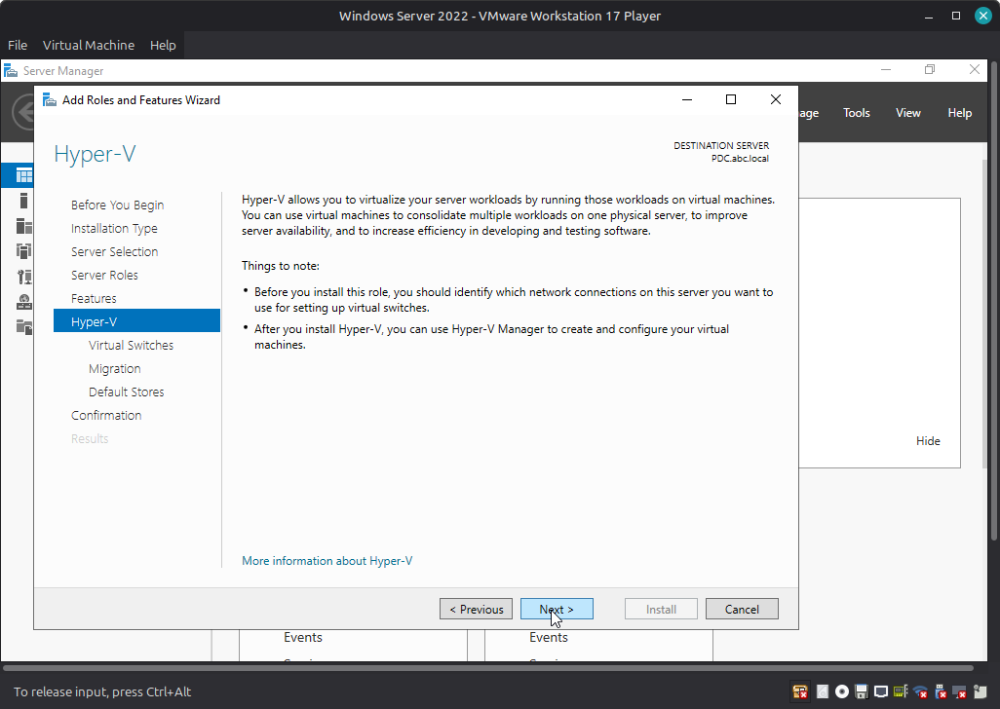 Windows Server 2022 - VMware Workstation 17 Player
File Virtual Machine Help
Server Manager
Tools View Help
Add Roles and Features Wizard
Hyper-V
DESTINATION SERVER
PDC.abc.local
Before You Begin
Installation Type
Server Selection
Server Roles
Features
Hyper-V
Virtual Switches
Migration
Default Stores
Confirmation
Results
Hyper-V allows you to virtualize your server workloads by running those workloads on virtual machines.
You can use virtual machines to consolidate multiple workloads on one physical server, to improve
server availability, and to increase efficiency in developing and testing software.
Things to note:
• Before you install this role, you should identify which network connections on this server you want to
use for setting up virtual switches.
• After you install Hyper-V, you can use Hyper-V Manager to create and configure your virtual
machines.
More information about Hyper-V
Hide
< Previous Next > Install Cancel
Events Events
To release input, press Ctrl+Alt